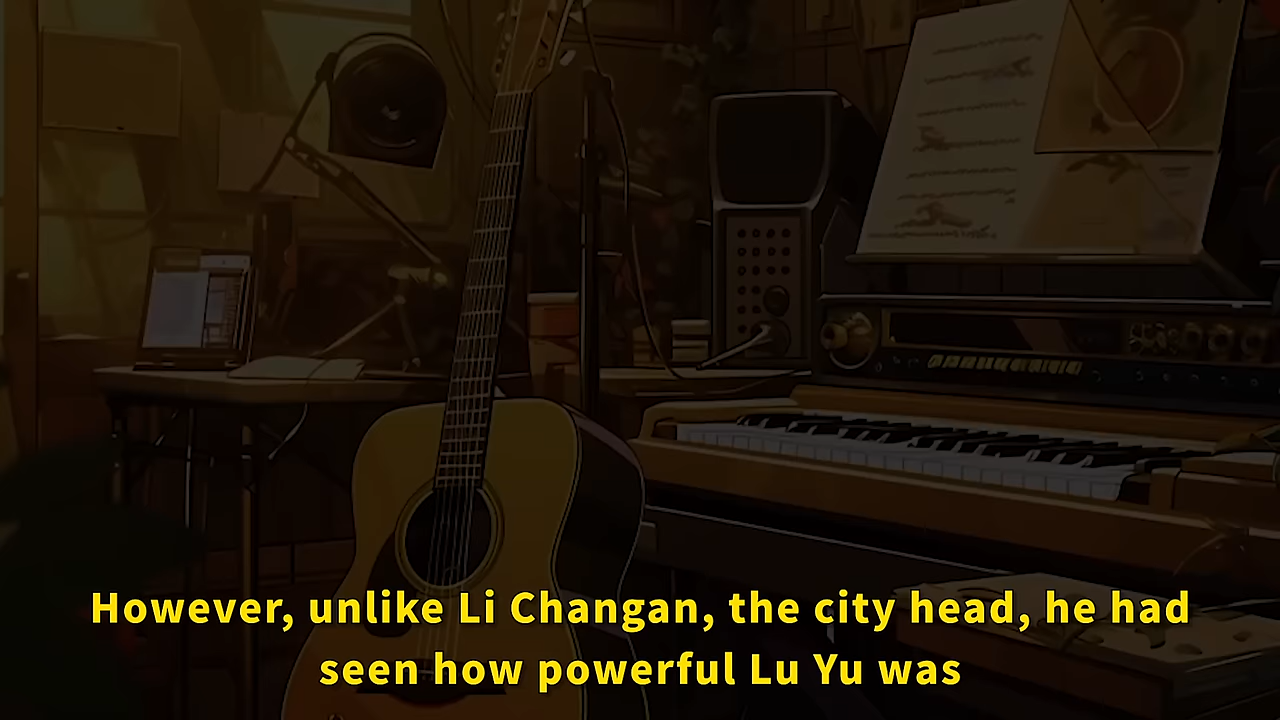 However, unlike Li Changan, the city head, he had
seen how powerful Lu Yu was